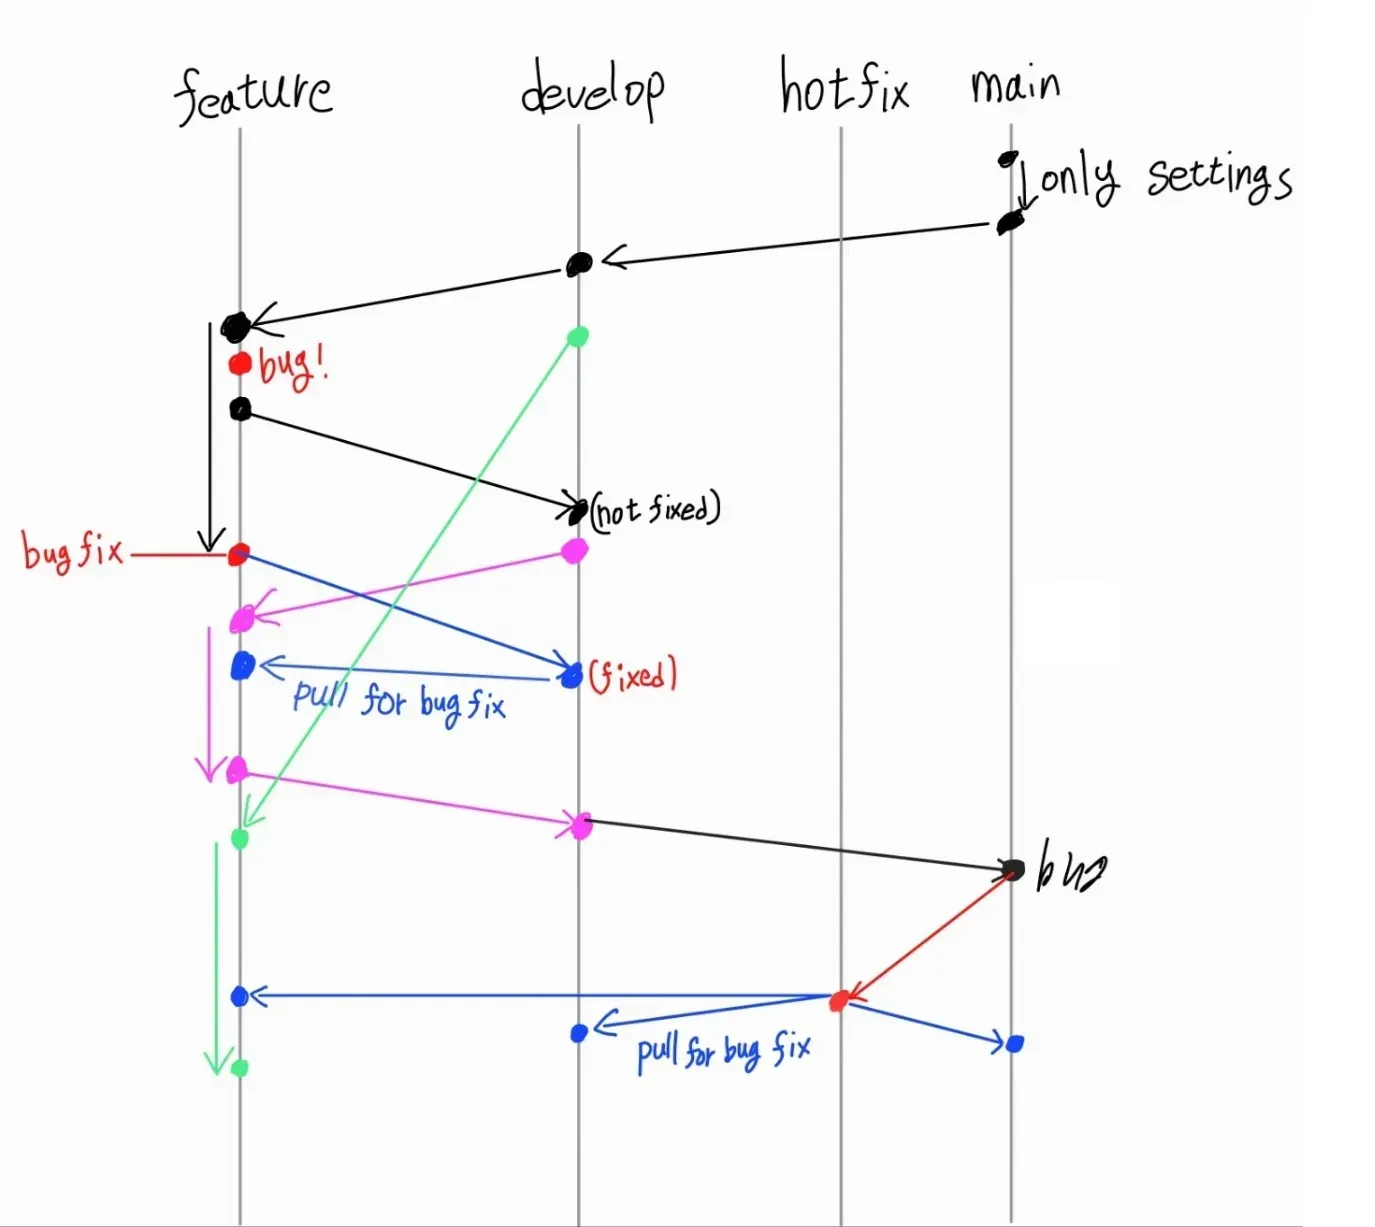 feature
develop
hotfix
main
only settings
bug!
(not fixed)
bug fix
(fixed)
pull for bug fix
bug
pull for bug fix